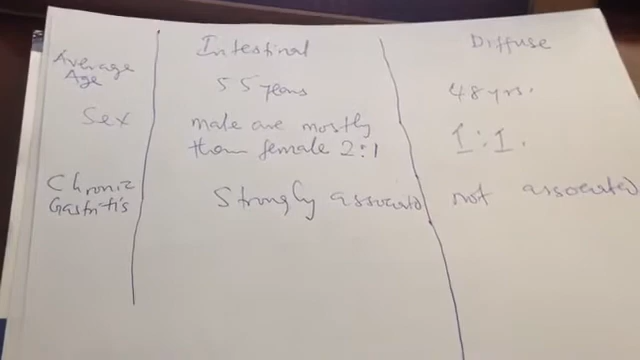 Intestinal Diffuse
Average
Age 55 years 48 yrs.
Sex male are mostly
than female 2:1 1:1.
Chronic
Gastritis Strongly associated not associated